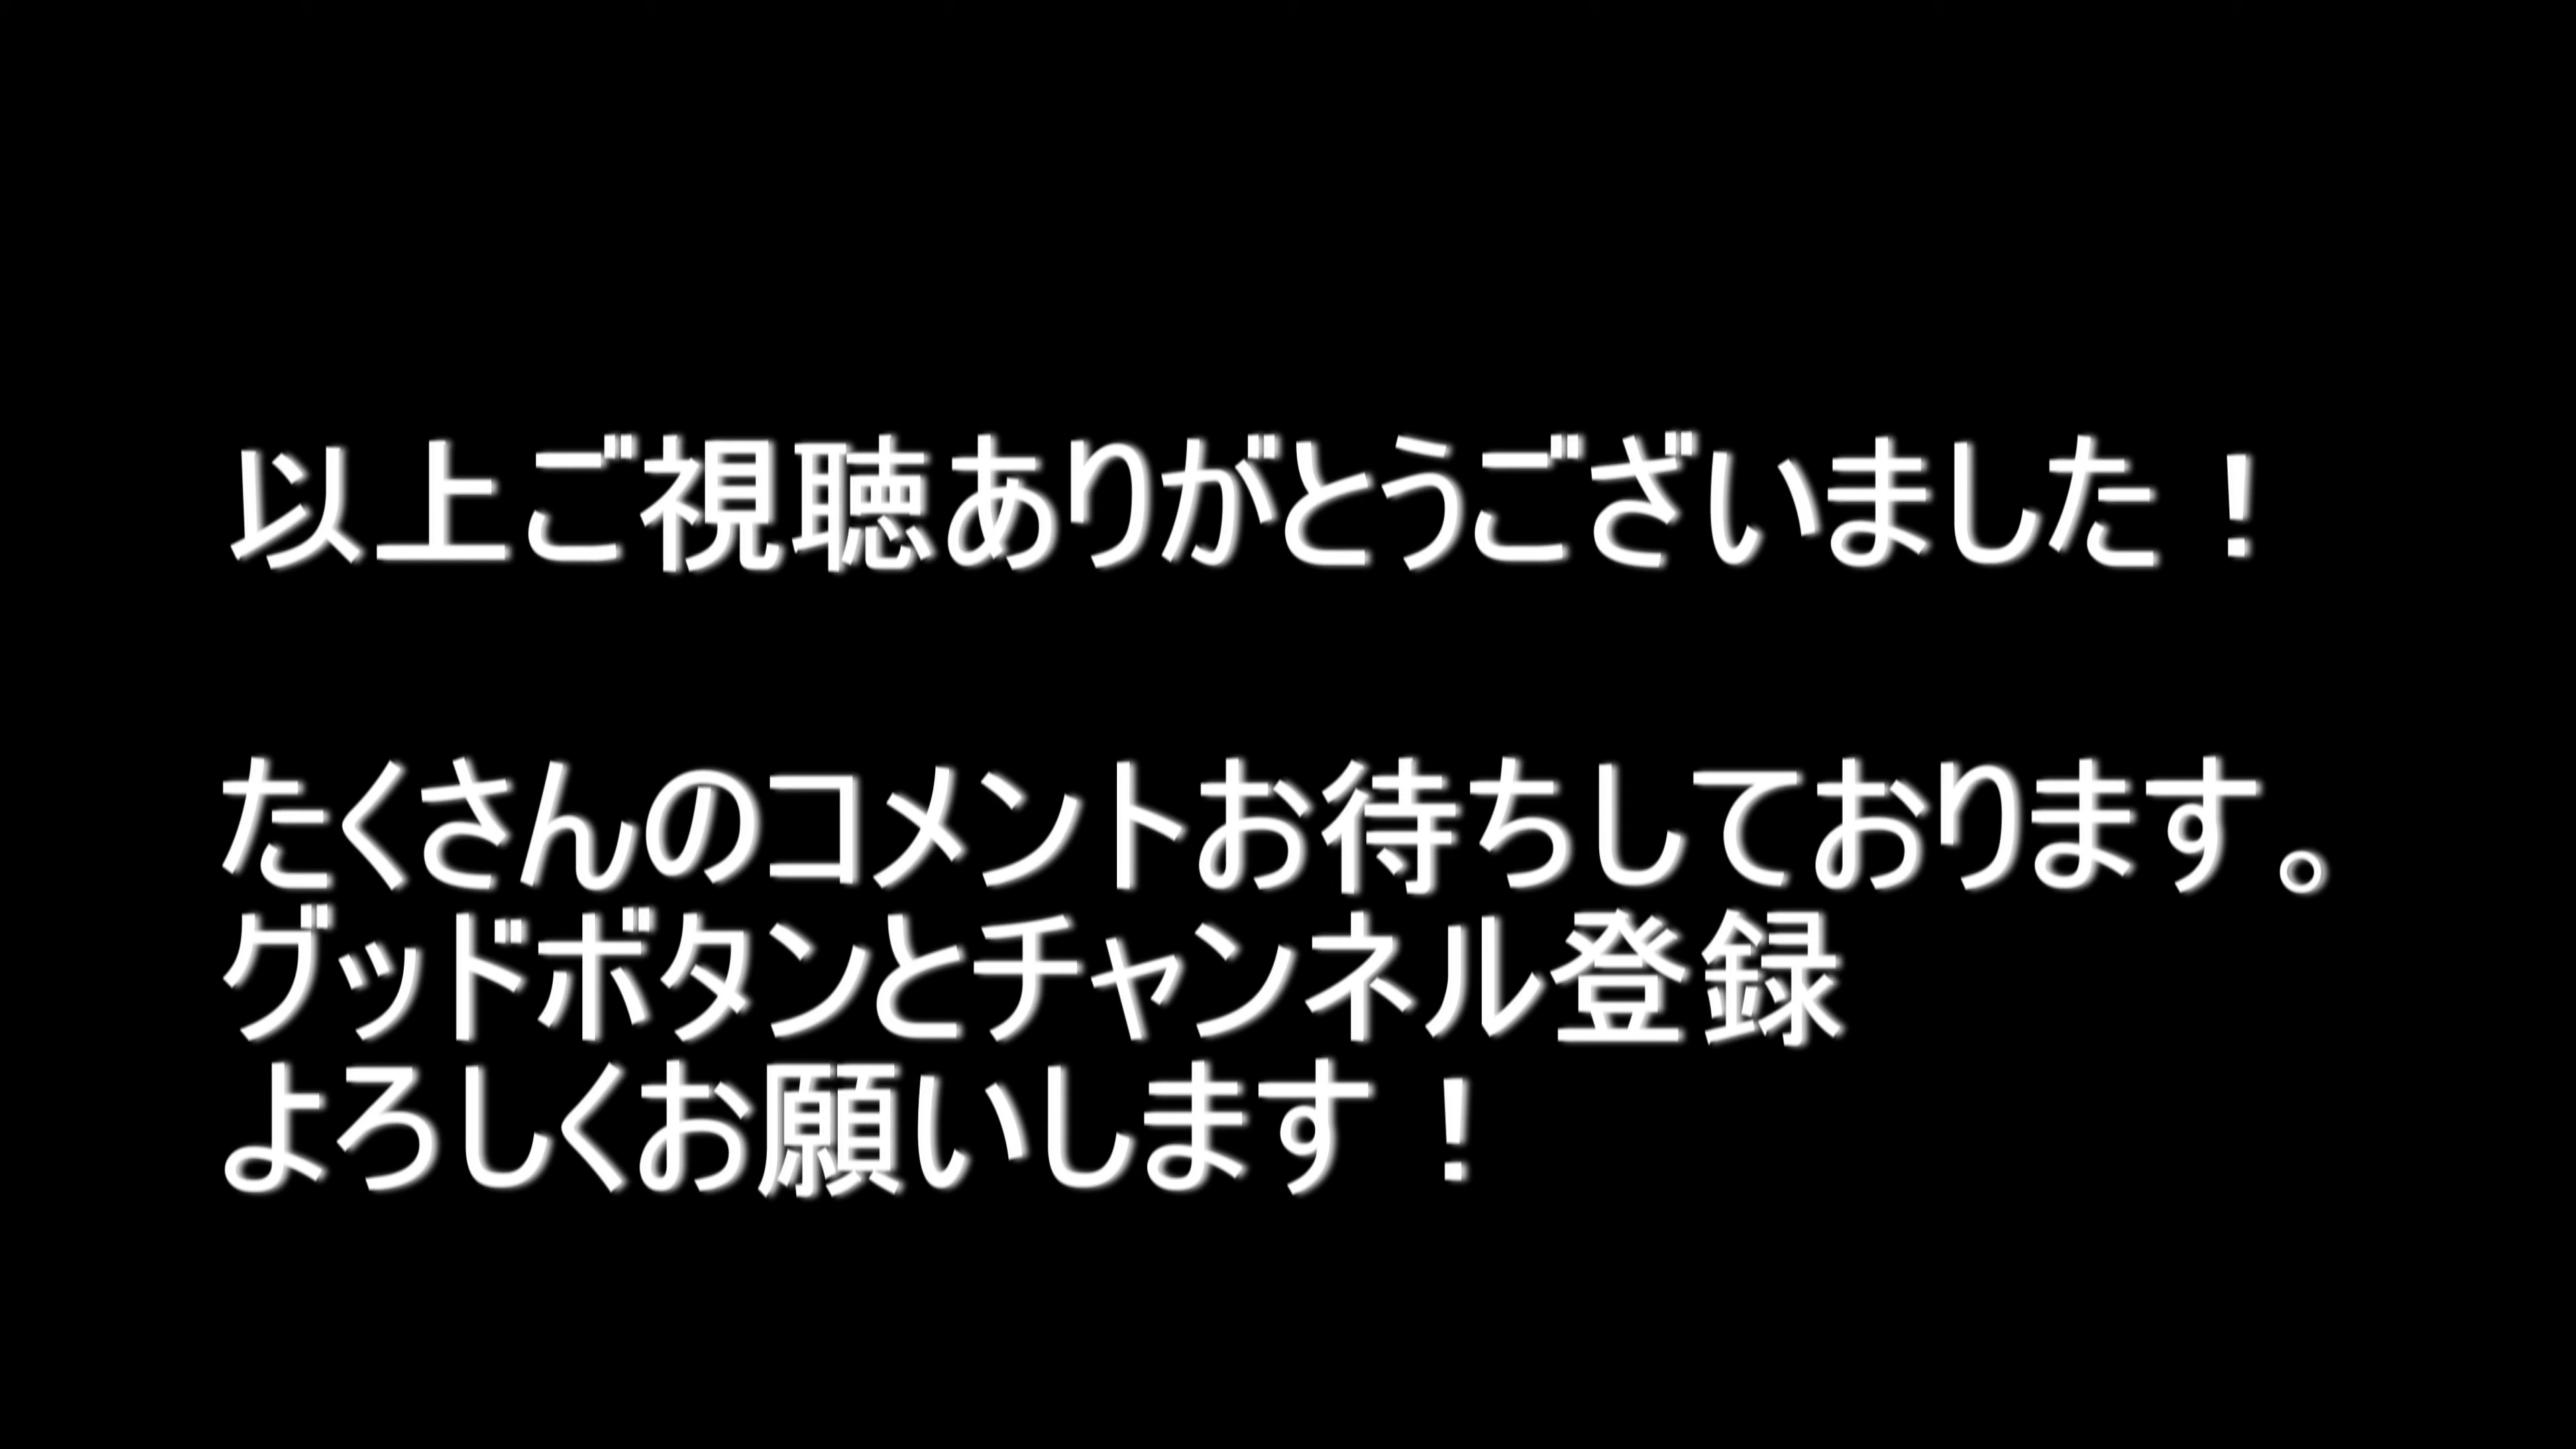 以上ご視聴ありがとうございました！
たくさんのコメントお待ちしております。
グッドボタンとチャンネル登録
よろしくお願いします！